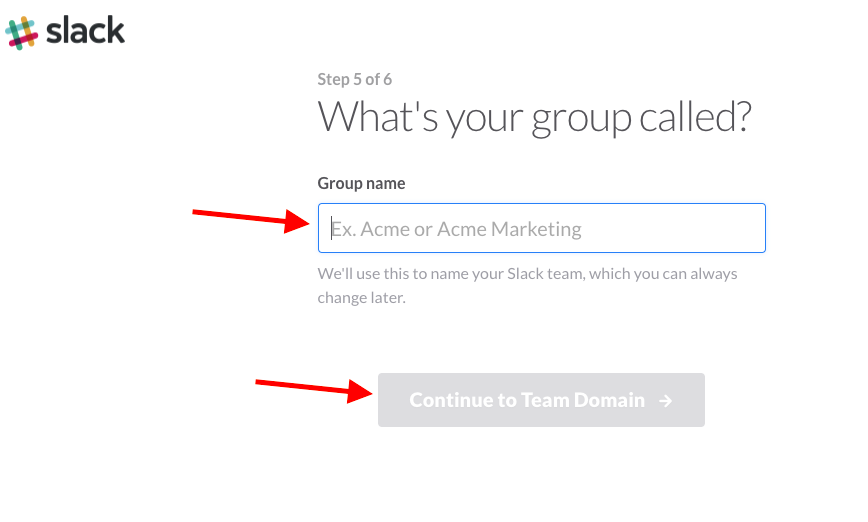 slack
Step 5 of 6
What's your group called?
Group name
Ex. Acme or Acme Marketing
We'll use this to name your Slack team, which you can always
change later.
Continue to Team Domain →